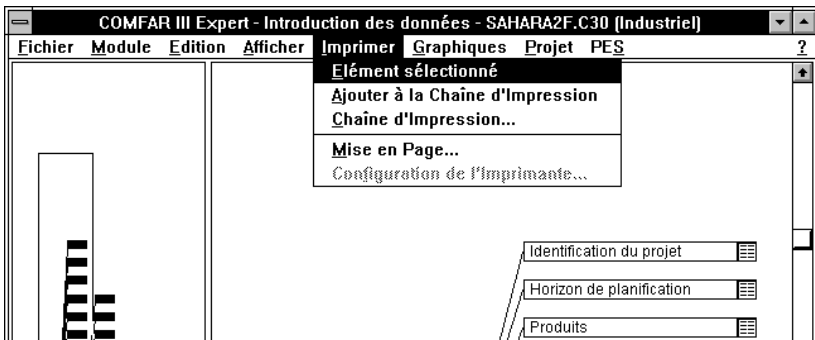 COMFAR III Expert - Introduction des données - SAHARA2F.C30 (Industriel)
Fichier Module Edition Afficher Imprimer Graphiques Projet PES ?
Elément sélectionné
Ajouter à la Chaîne d'Impression
Chaîne d'Impression...
Mise en Page...
Configuration de l'Imprimante...
Identification du projet
Horizon de planification
Produits